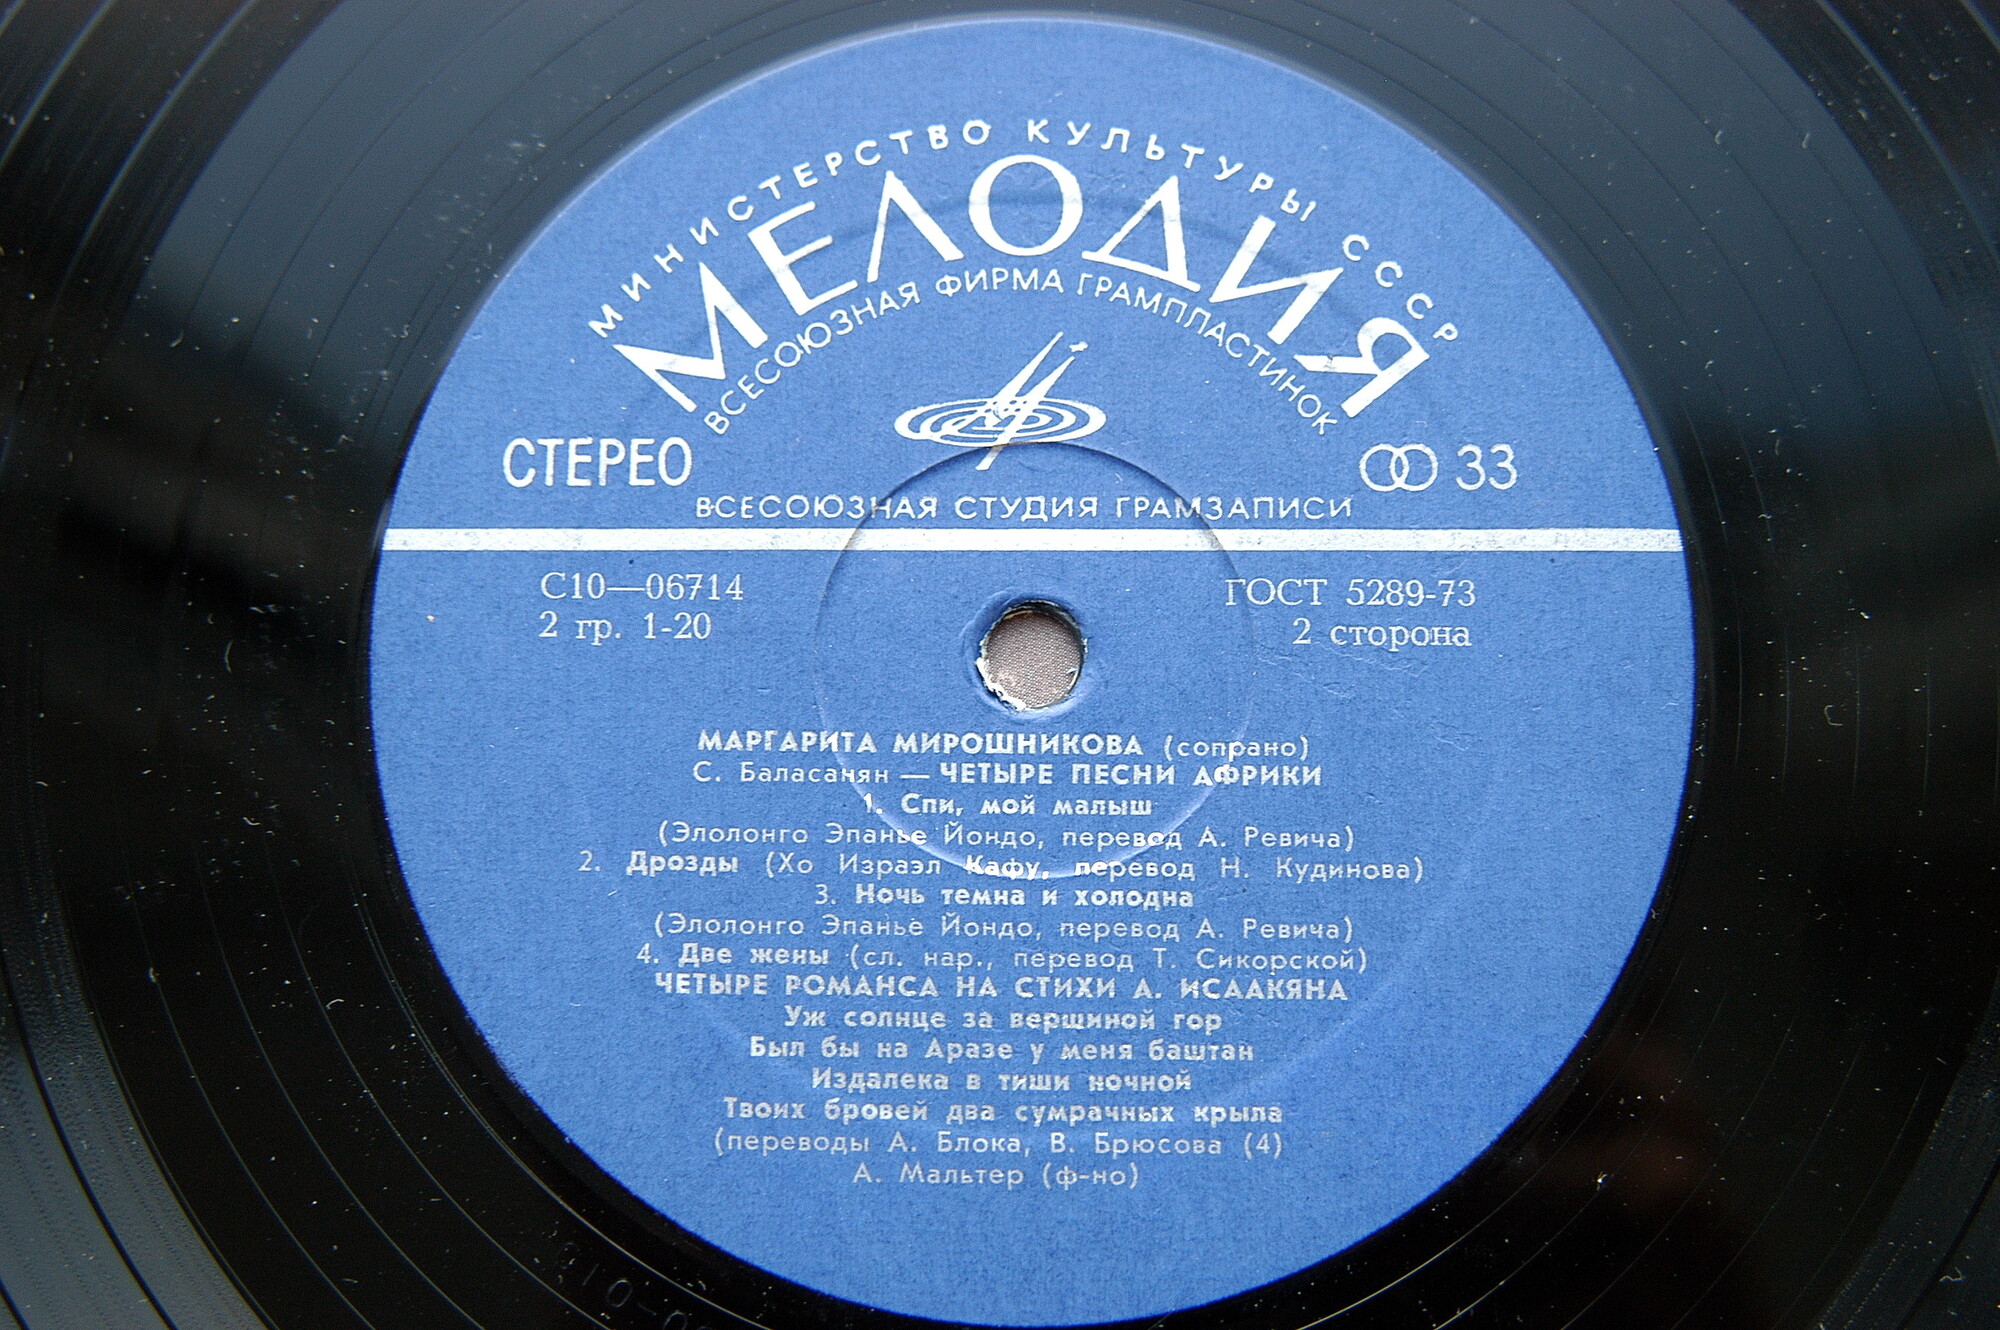 МИНИСТЕРСТВО КУЛЬТУРЫ СССР
МЕЛОДИЯ
ВСЕСОЮЗНАЯ ФИРМА ГРАМПЛАСТИНОК
СТЕРЕО
33
ВСЕСОЮЗНАЯ СТУДИЯ ГРАМЗАПИСИ
С10—06714
ГОСТ 5289-73
2 гр. 1-20
2 сторона
МАРГАРИТА МИРОШНИКОВА (сопрано)
С. Баласанян — ЧЕТЫРЕ ПЕСНИ АФРИКИ
1. Спи, мой малыш
(Элолонго Эпанье Йондо, перевод А. Ревича)
2. Дрозды (Хо Израэл Кафу, перевод Н. Кудинова)
3. Ночь темна и холодна
(Элолонго Эпанье Йондо, перевод А. Ревича)
4. Две жены (сл. нар., перевод Т. Сикорской)
ЧЕТЫРЕ РОМАНСА НА СТИХИ А. ИСААКЯНА
Уж солнце за вершиной гор
Был бы на Аразе у меня баштан
Издалека в тиши ночной
Твоих бровей два сумрачных крыла
(переводы А. Блока, В. Брюсова (4)
А. Мальтер (ф-но)